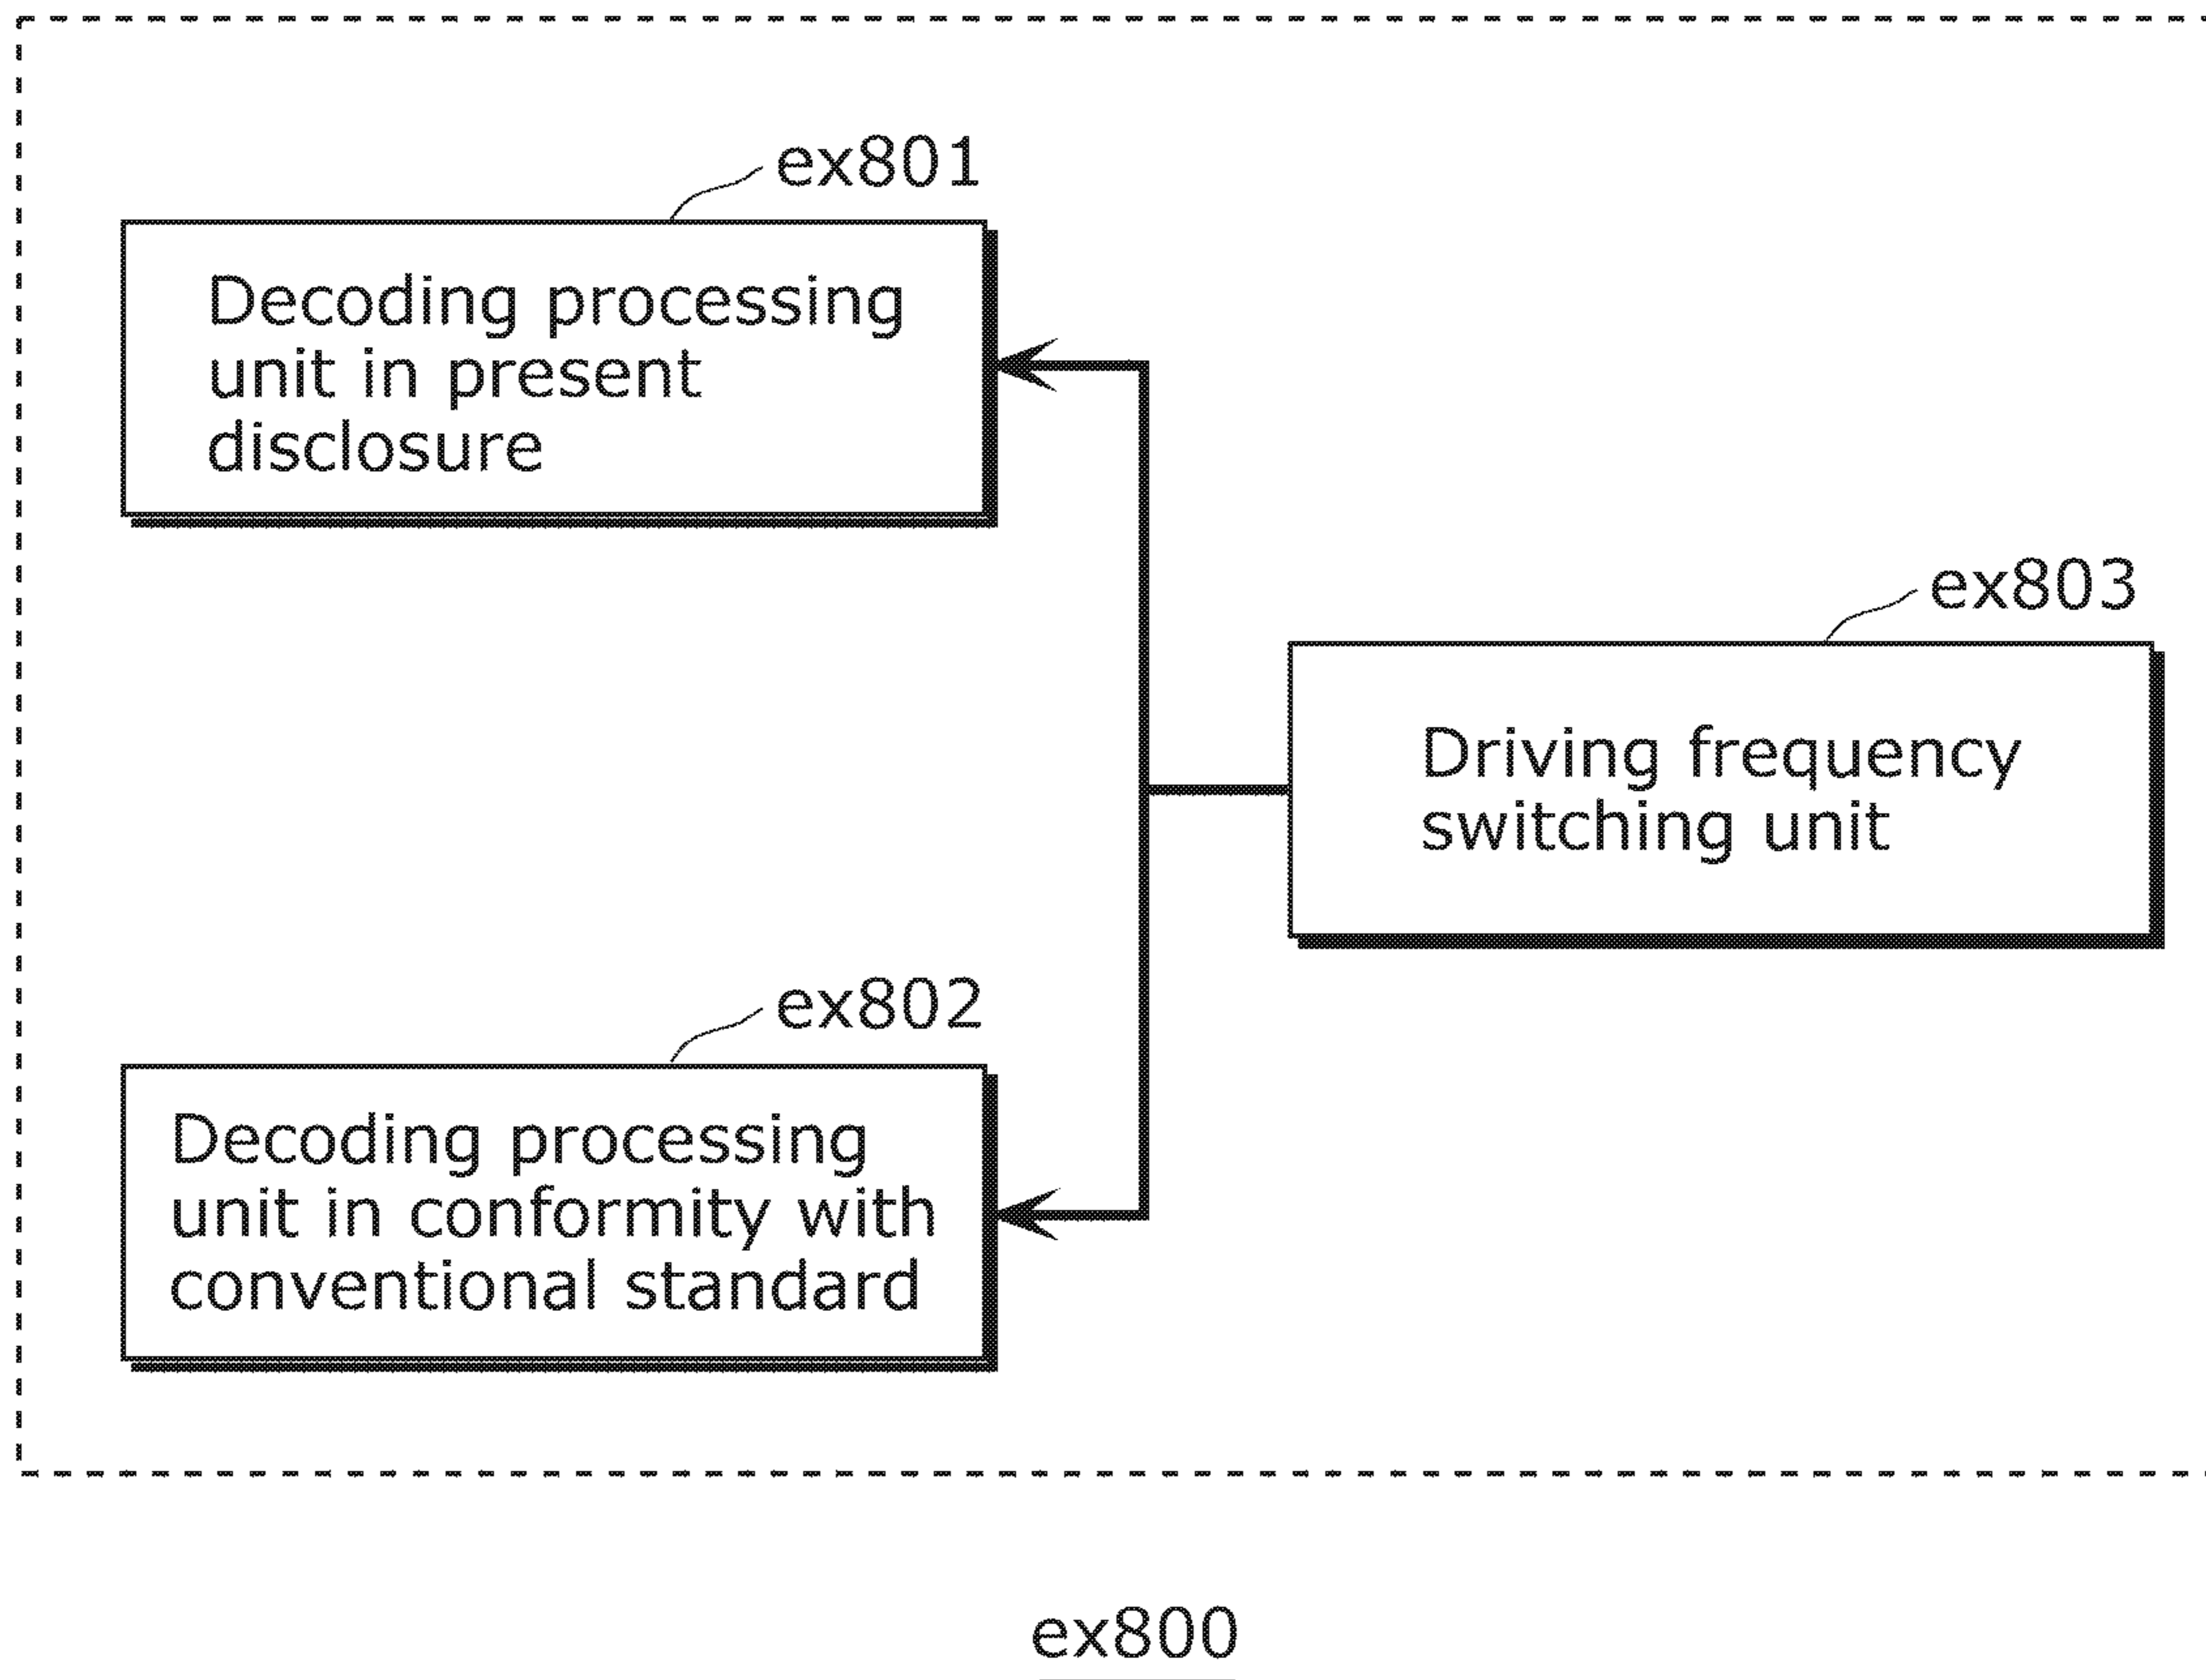 ex801
Decoding processing
unit in present
disclosure
ex803
Driving frequency
switching unit
ex802
Decoding processing
unit in conformity with
conventional standard
ex800